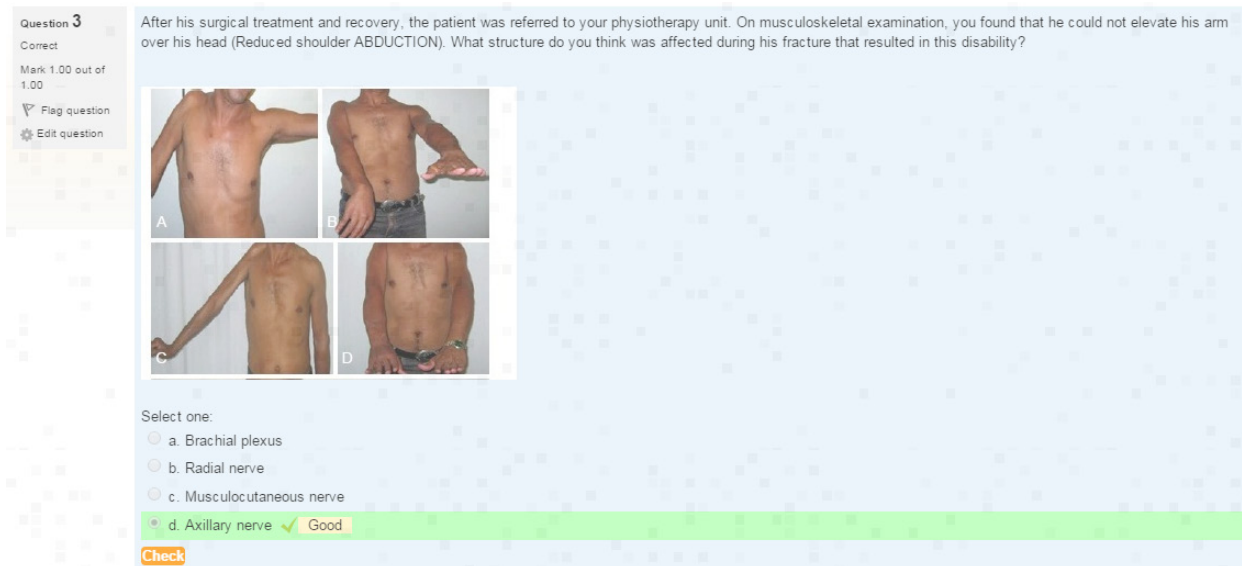 Question 3
Correct
Mark 1.00 out of
1.00
Flag question
Edit question
After his surgical treatment and recovery, the patient was referred to your physiotherapy unit. On musculoskeletal examination, you found that he could not elevate his arm
over his head (Reduced shoulder ABDUCTION). What structure do you think was affected during his fracture that resulted in this disability?
A
B
C
D
Select one:
a. Brachial plexus
b. Radial nerve
c. Musculocutaneous nerve
d. Axillary nerve Good
Check